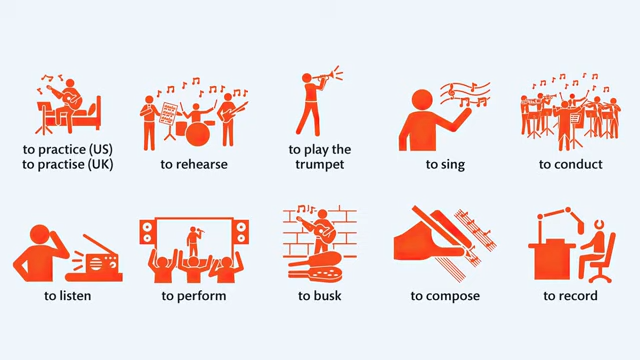 to practice (US)
to practise (UK)
to rehearse
to play the
trumpet
to sing
to conduct
to listen
to perform
to busk
to compose
to record